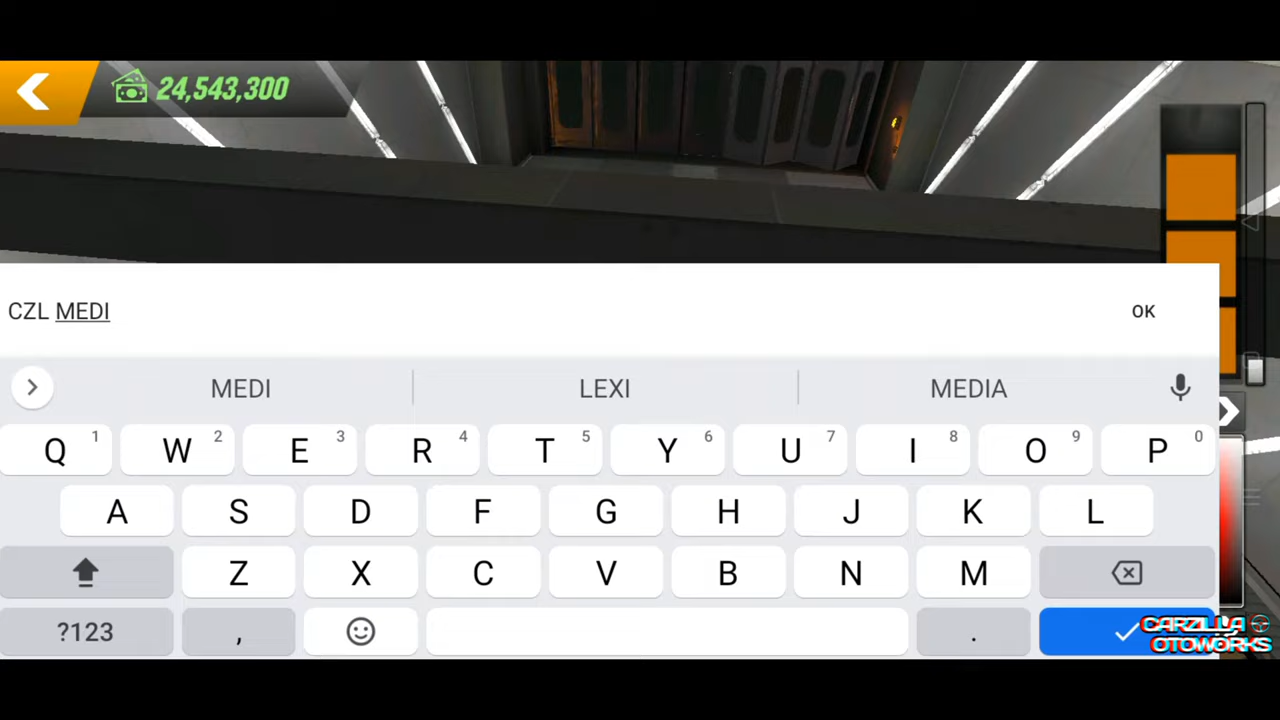 24,543,300
CZL MEDI
OK
MEDI LEXI MEDIA
Q 1 W 2 E 3 R 4 T 5 Y 6 U 7 I 8 O 9 P 0
A S D F G H J K L
Z X C V B N M
?123 , .
CARZILLA
OTOWORKS